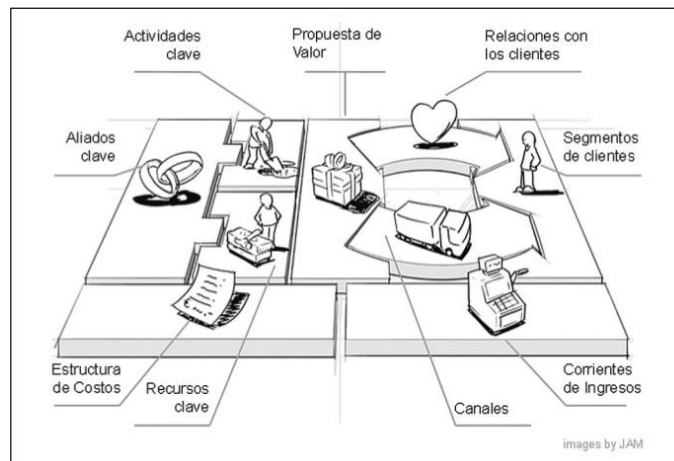 Actividades
clave
Propuesta de
Valor
Relaciones con
los clientes
Aliados
clave
Segmentos
de clientes
Estructura
de Costos
Recursos
clave
Canales
Corrientes
de Ingresos
images by JAM